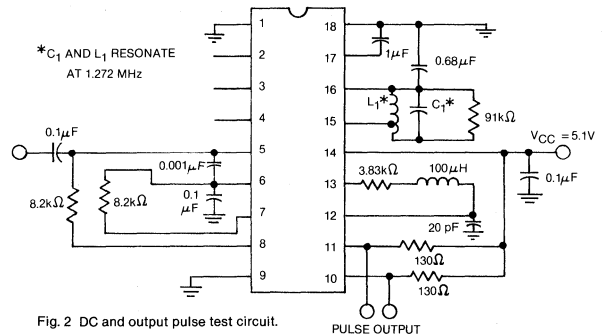 1
2
3
4
5
6
7
8
9
18
17
16
15
14
13
12
11
10
*C1 AND L1 RESONATE
AT 1.272 MHz
0.1μF
0.001μF
0.1
μF
8.2kΩ
8.2kΩ
1μF
0.68μF
L1*
C1*
91kΩ
VCC = 5.1V
3.83kΩ
100μH
0.1μF
20 pF
130Ω
130Ω
PULSE OUTPUT
Fig. 2 DC and output pulse test circuit.